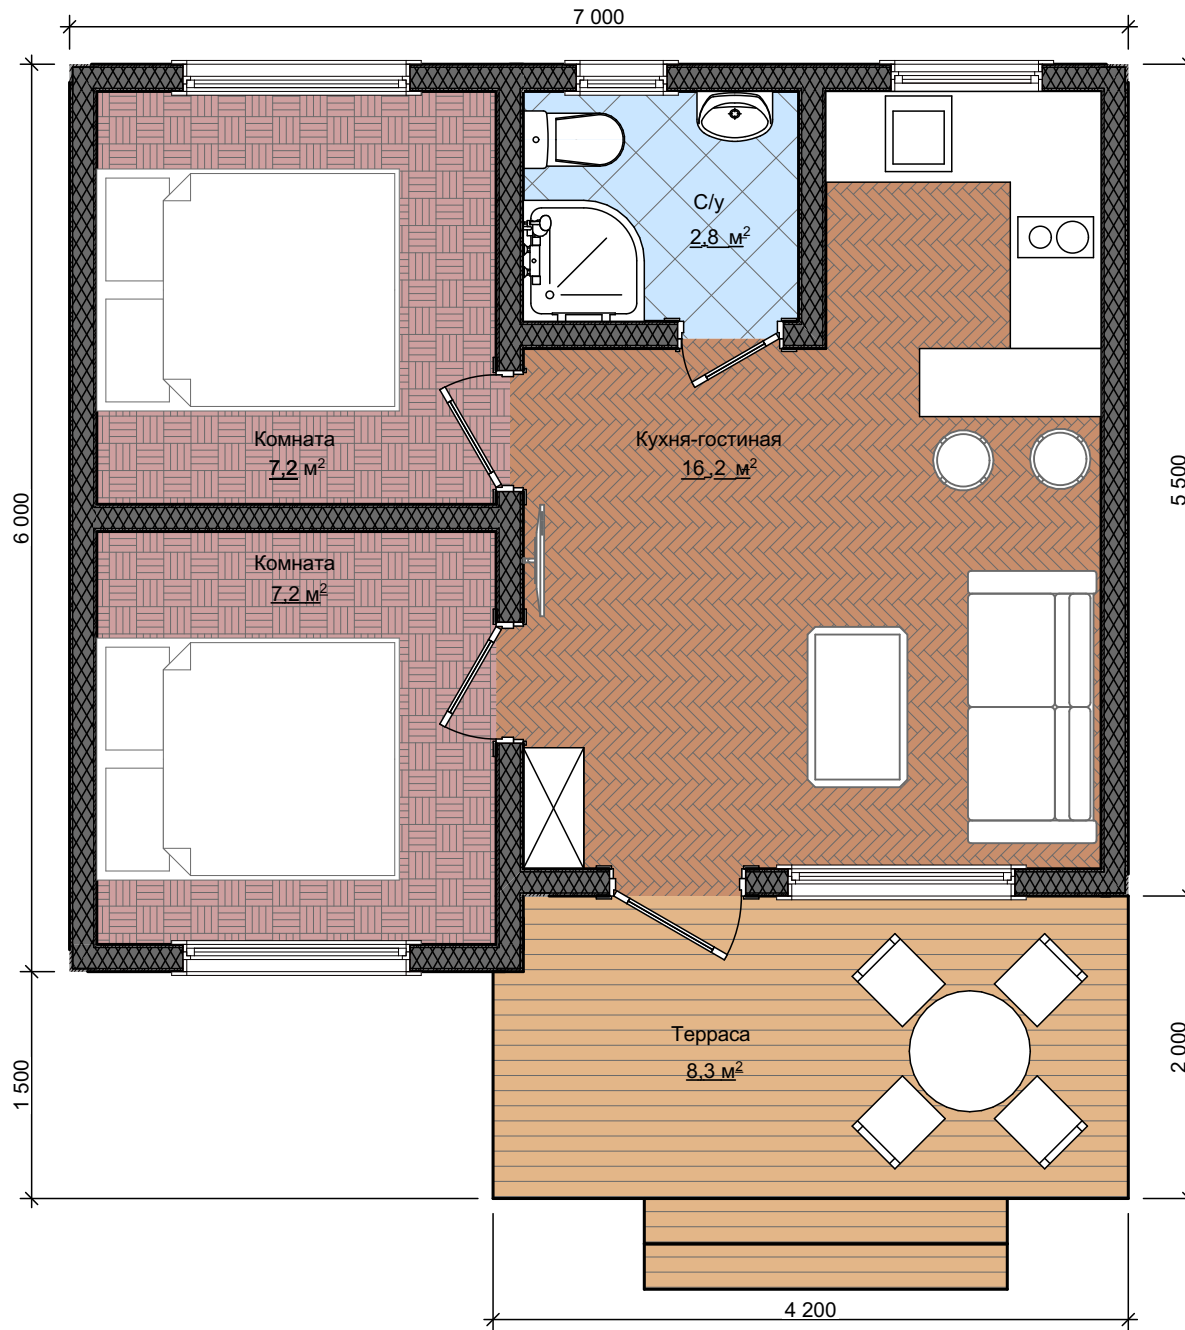 7 000
С/у
2,8 м²
Комната
7,2 м²
Кухня-гостиная
16,2 м²
6 000
5 500
Комната
7,2 м²
Терраса
8,3 м²
1 500
2 000
4 200